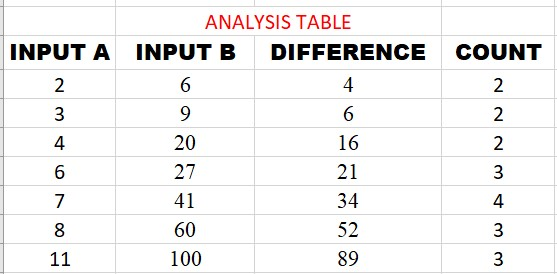 ANALYSIS TABLE
INPUT A INPUT B DIFFERENCE COUNT
2 6 4 2
3 9 6 2
4 20 16 2
6 27 21 3
7 41 34 4
8 60 52 3
11 100 89 3